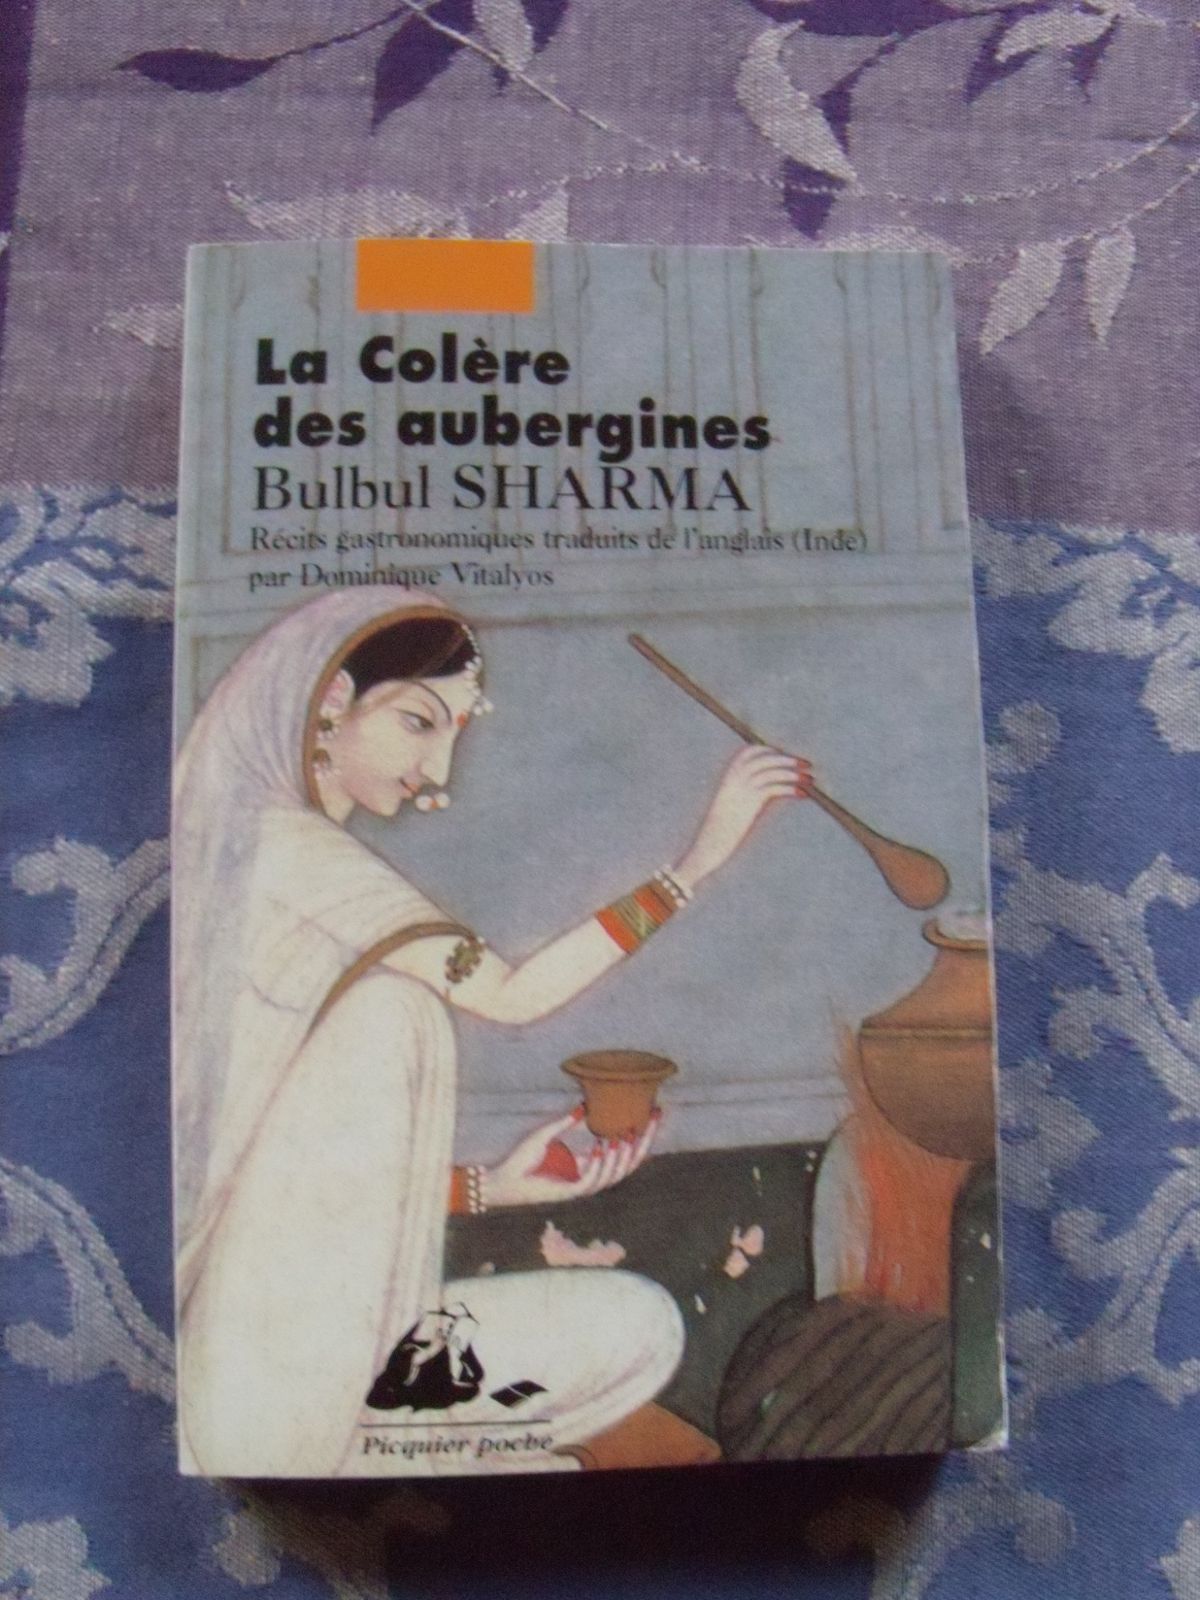 La Colère
des aubergines
Bulbul SHARMA
Récits gastronomiques traduits de l'anglais (Inde)
par Dominique Vitalyos
Picquier poche